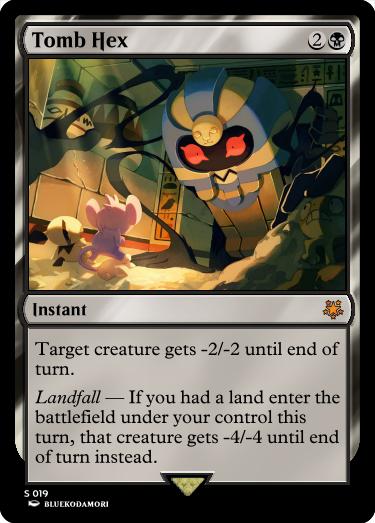 Tomb Hex 2
Instant
Target creature gets -2/-2 until end of
turn.
Landfall — If you had a land enter the
battlefield under your control this
turn, that creature gets -4/-4 until end
of turn instead.
S 019
BLUEKODAMORI